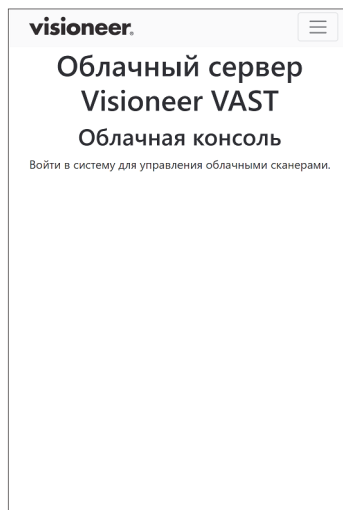 visioneer®
Облачный сервер
Visioneer VAST
Облачная консоль
Войти в систему для управления облачными сканерами.